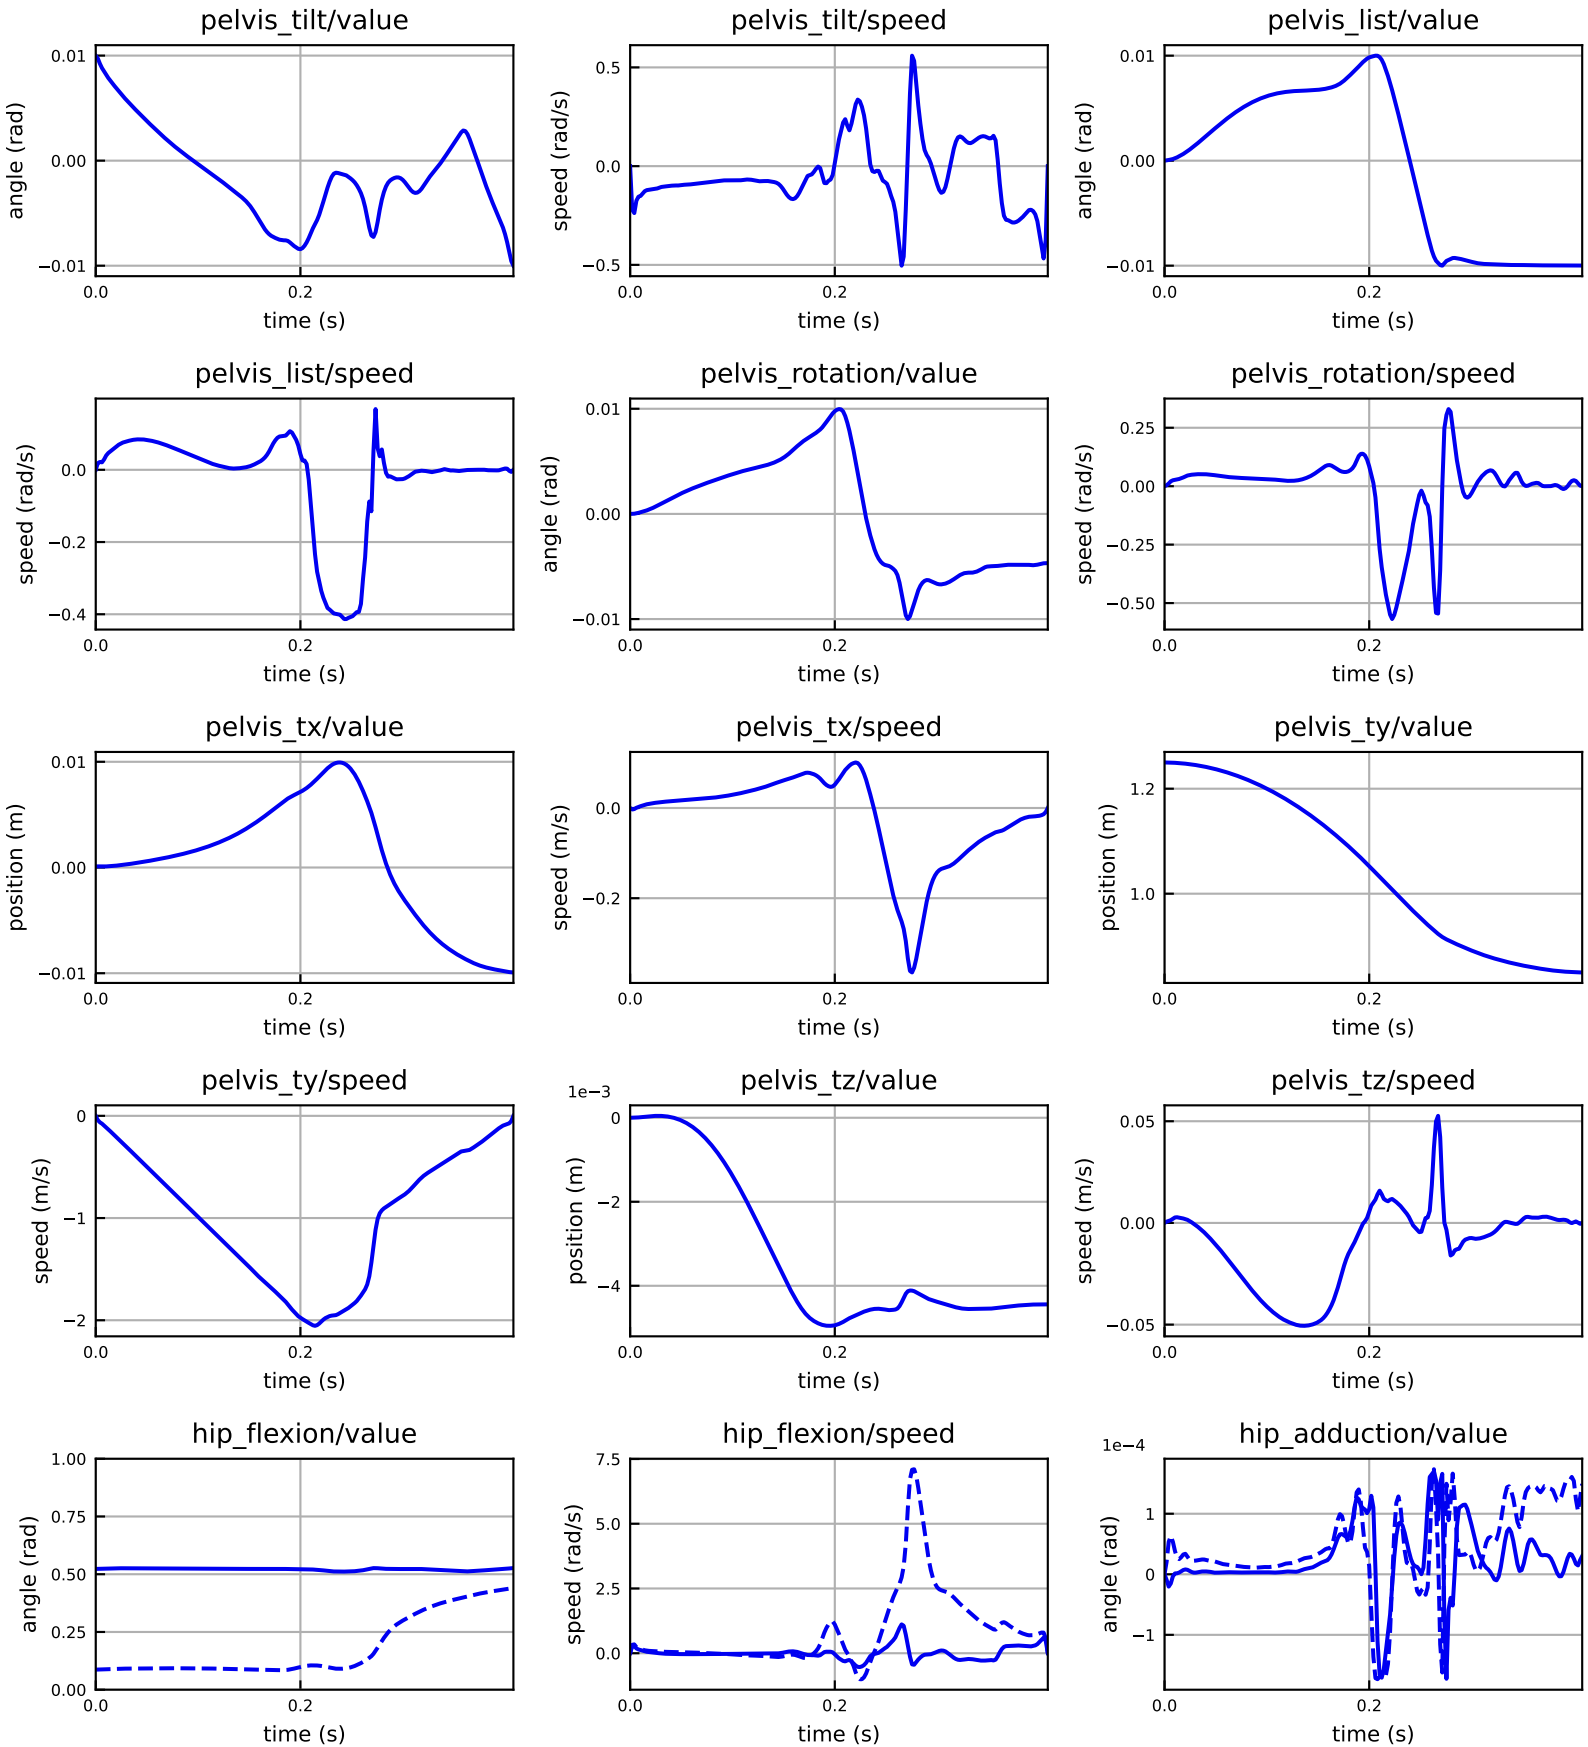 pelvis_tilt/value
0.01
0.00
−0.01
angle (rad)
0.0
0.2
time (s)
pelvis_tilt/speed
0.5
0.0
−0.5
speed (rad/s)
0.0
0.2
time (s)
pelvis_list/value
0.01
0.00
−0.01
angle (rad)
0.0
0.2
time (s)
pelvis_list/speed
0.0
−0.2
−0.4
speed (rad/s)
0.0
0.2
time (s)
pelvis_rotation/value
0.01
0.00
−0.01
angle (rad)
0.0
0.2
time (s)
pelvis_rotation/speed
0.25
0.00
−0.25
−0.50
speed (rad/s)
0.0
0.2
time (s)
pelvis_tx/value
0.01
0.00
−0.01
position (m)
0.0
0.2
time (s)
pelvis_tx/speed
0.0
−0.2
speed (m/s)
0.0
0.2
time (s)
pelvis_ty/value
1.2
1.0
position (m)
0.0
0.2
time (s)
pelvis_ty/speed
0
−1
−2
speed (m/s)
0.0
0.2
time (s)
pelvis_tz/value
1e−3
0
−2
−4
position (m)
0.0
0.2
time (s)
pelvis_tz/speed
0.05
0.00
−0.05
speed (m/s)
0.0
0.2
time (s)
hip_flexion/value
1.00
0.75
0.50
0.25
0.00
angle (rad)
0.0
0.2
time (s)
hip_flexion/speed
7.5
5.0
2.5
0.0
speed (rad/s)
0.0
0.2
time (s)
hip_adduction/value
1e−4
1
0
−1
angle (rad)
0.0
0.2
time (s)